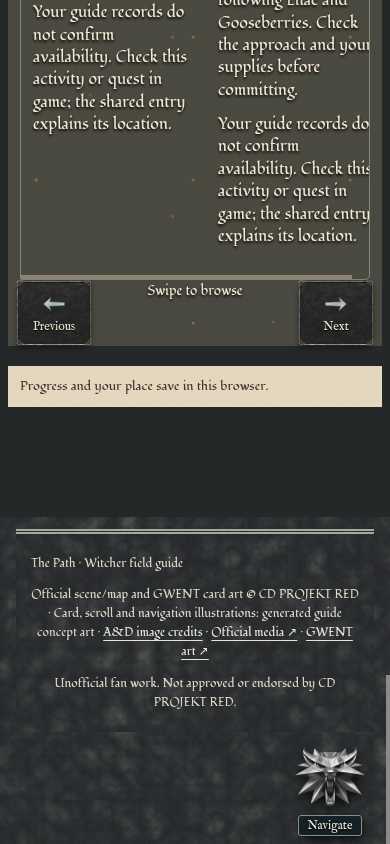 Your guide records do
not confirm
availability. Check this
activity or quest in
game; the shared entry
explains its location.
following Lilac and
Gooseberries. Check
the approach and your
supplies before
committing.
Your guide records do
not confirm
availability. Check this
activity or quest in
game; the shared entry
explains its location.
Previous
Swipe to browse
Next
Progress and your place save in this browser.
The Path · Witcher field guide
Official scene/map and GWENT card art © CD PROJEKT RED
· Card, scroll and navigation illustrations: generated guide
concept art · A&D image credits · Official media ↗ · GWENT
art ↗
Unofficial fan work. Not approved or endorsed by CD
PROJEKT RED.
Navigate